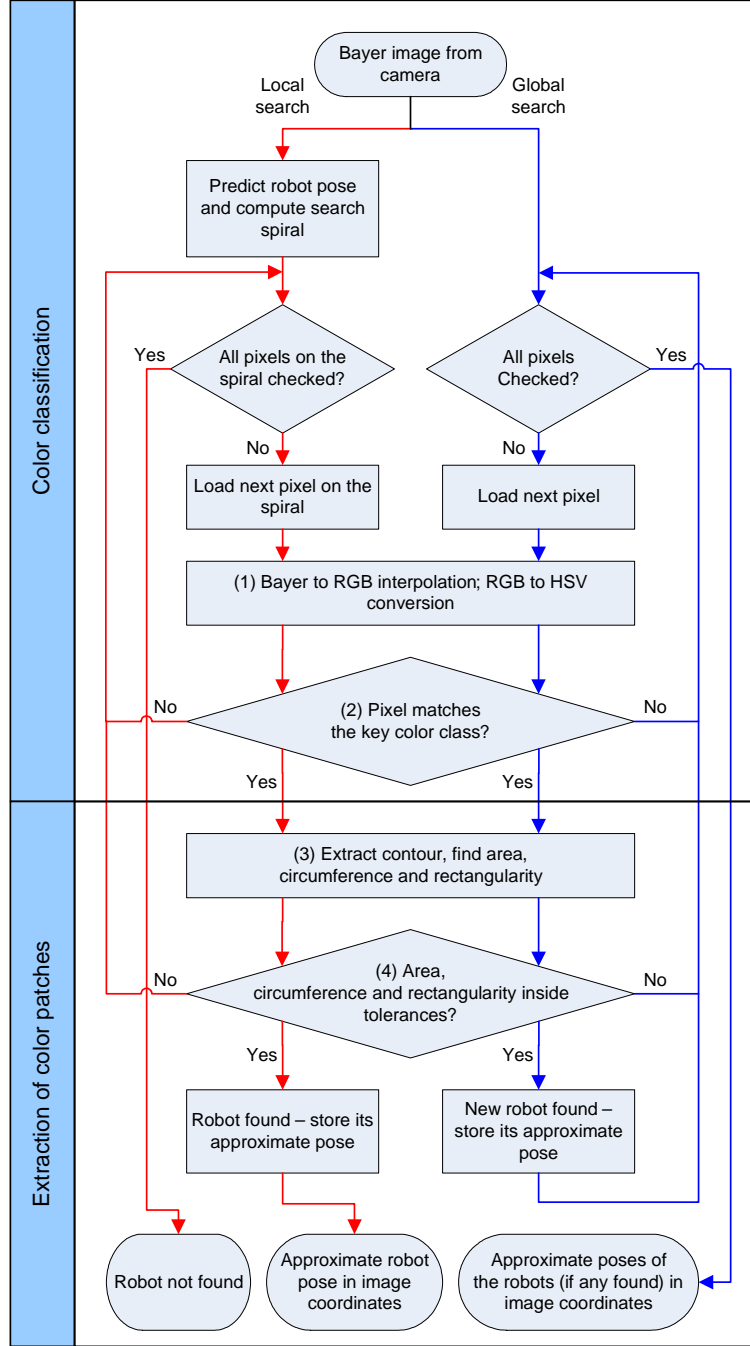 Bayer image from
camera
Local
search
Global
search
Predict robot pose
and compute search
spiral
Color classification
Yes
All pixels on the
spiral checked?
All pixels
Checked?
Yes
No
No
Load next pixel on the
spiral
Load next pixel
(1) Bayer to RGB interpolation; RGB to HSV
conversion
No
(2) Pixel matches
the key color class?
No
Yes
Yes
Extraction of color patches
(3) Extract contour, find area,
circumference and rectangularity
No
(4) Area,
circumference and rectangularity inside
tolerances?
No
Yes
Yes
Robot found – store its
approximate pose
New robot found –
store its approximate
pose
Robot not found
Approximate robot
pose in image
coordinates
Approximate poses of
the robots (if any found) in
image coordinates